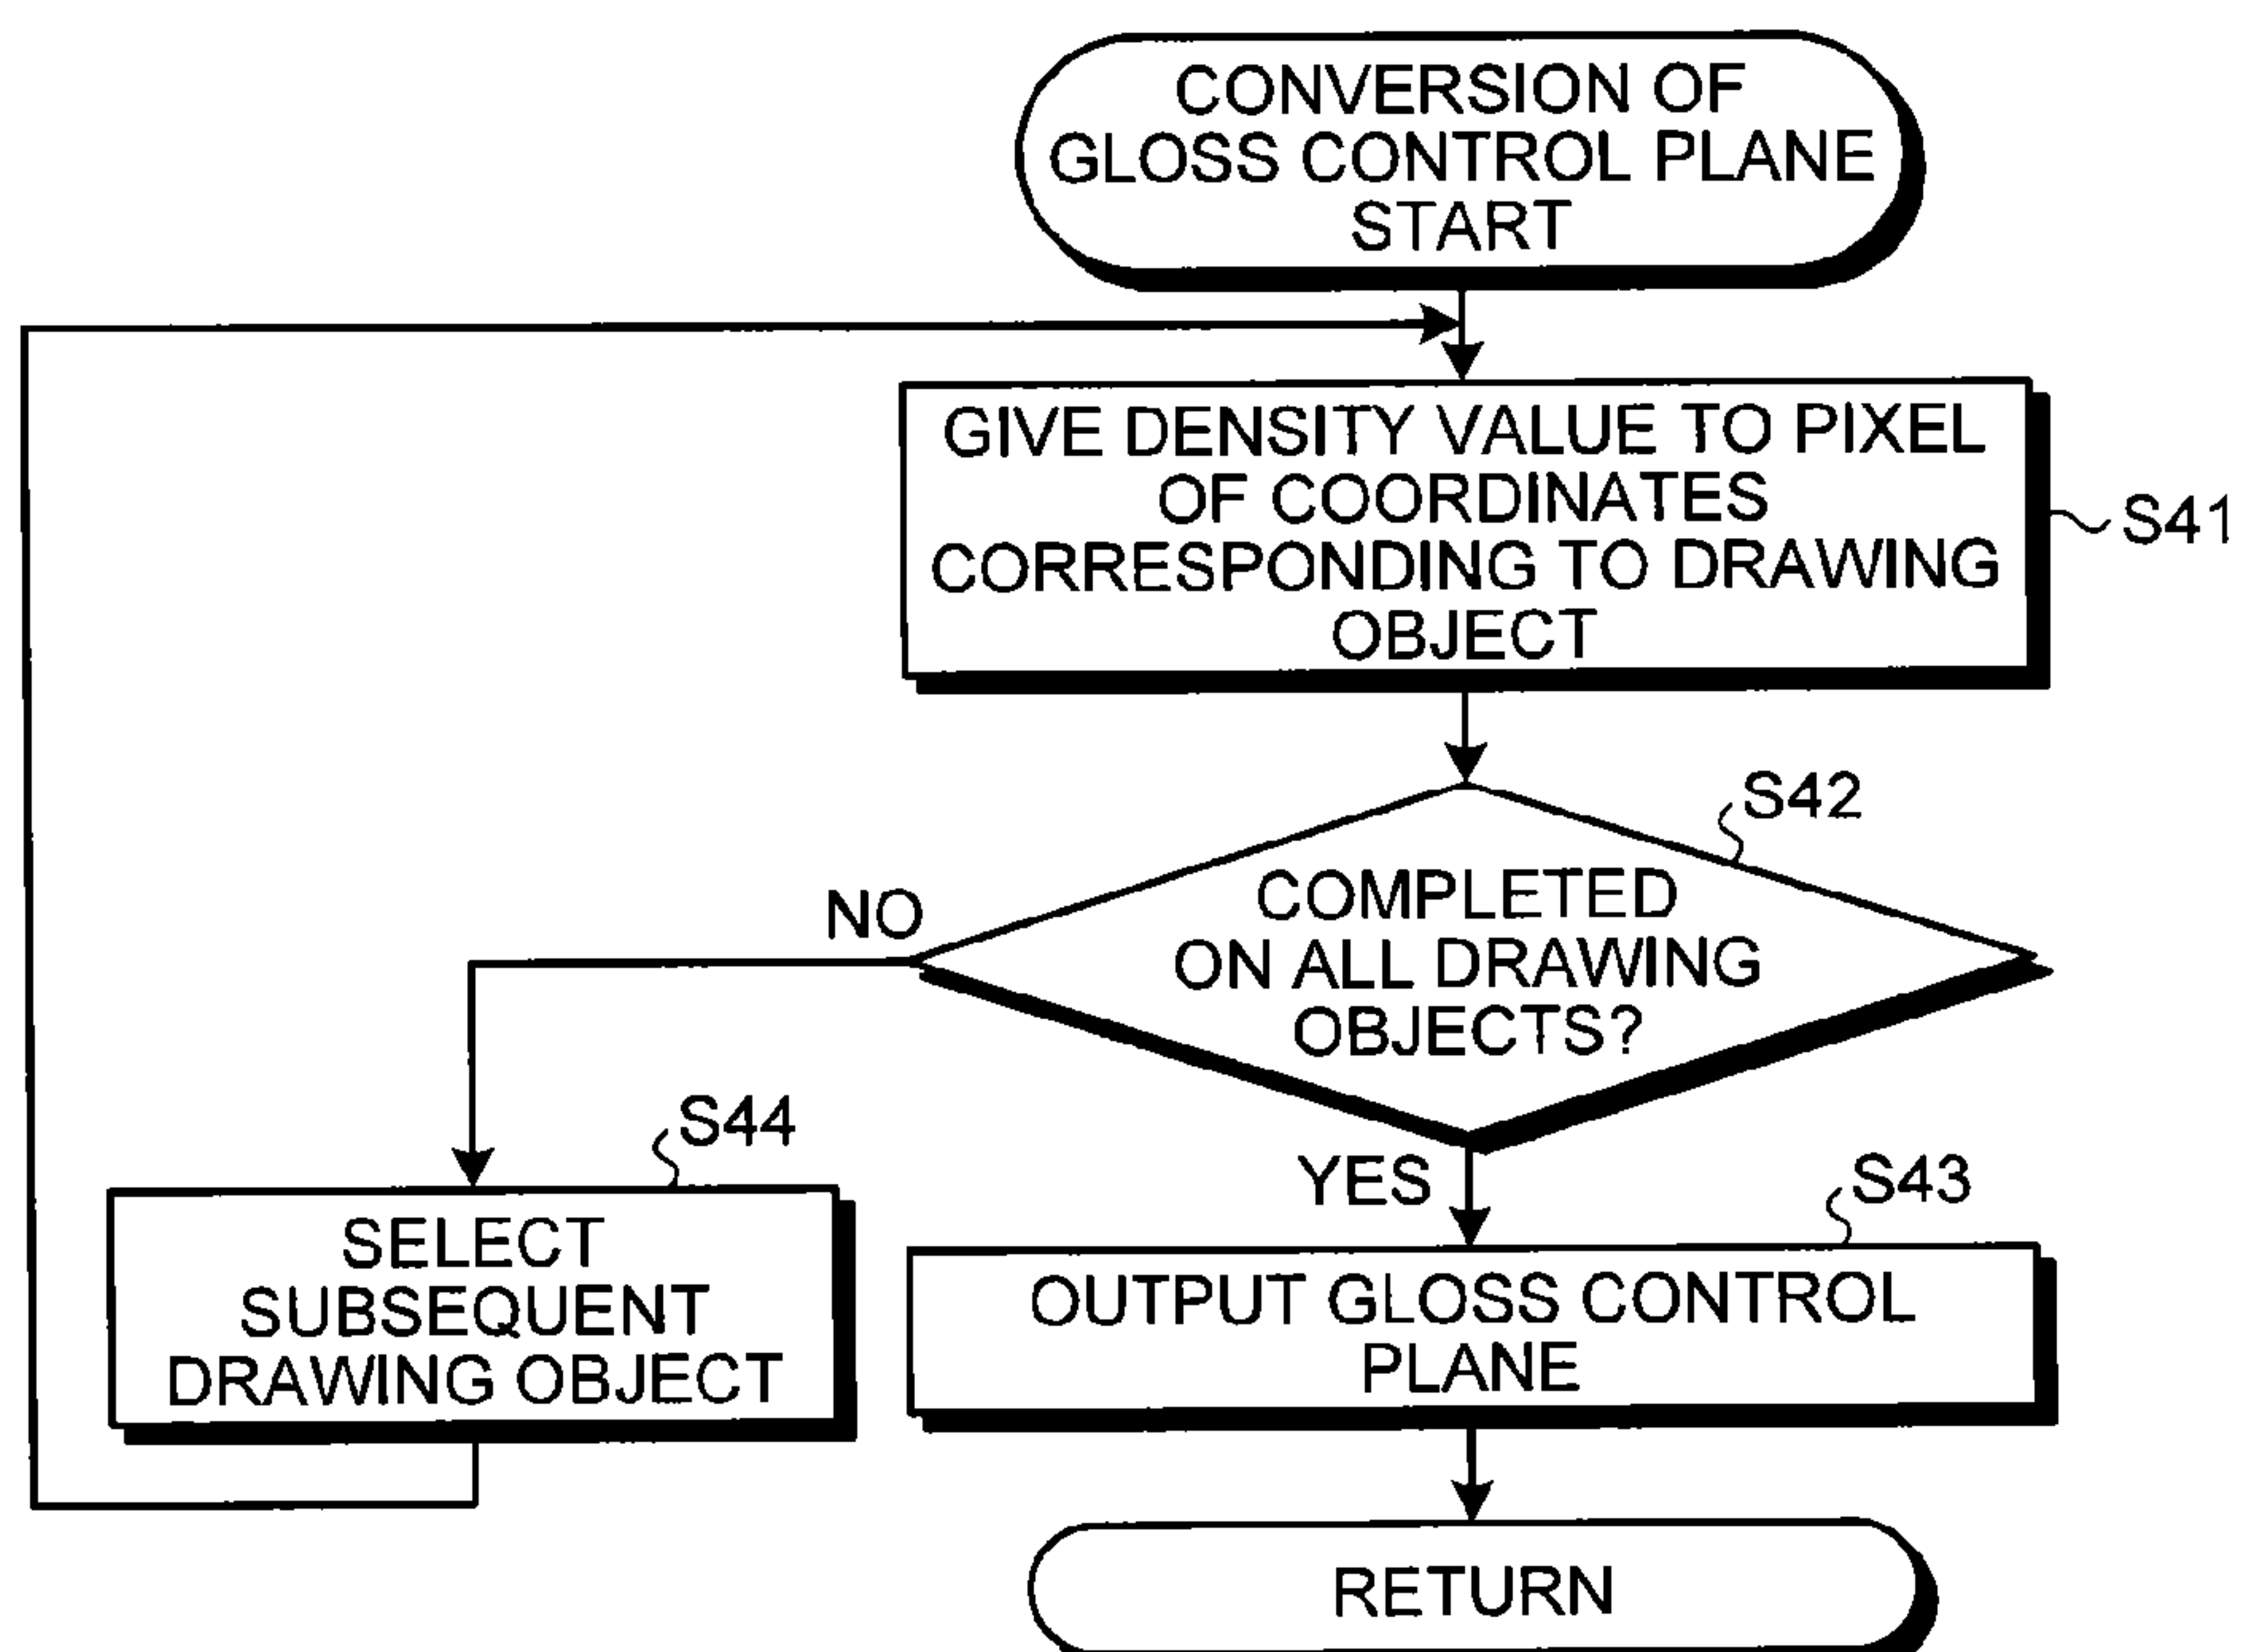 CONVERSION OF
GLOSS CONTROL PLANE
START
GIVE DENSITY VALUE TO PIXEL
OF COORDINATES
CORRESPONDING TO DRAWING
OBJECT
S41
S42
COMPLETED
ON ALL DRAWING
OBJECTS?
NO
YES
S44
SELECT
SUBSEQUENT
DRAWING OBJECT
S43
OUTPUT GLOSS CONTROL
PLANE
RETURN